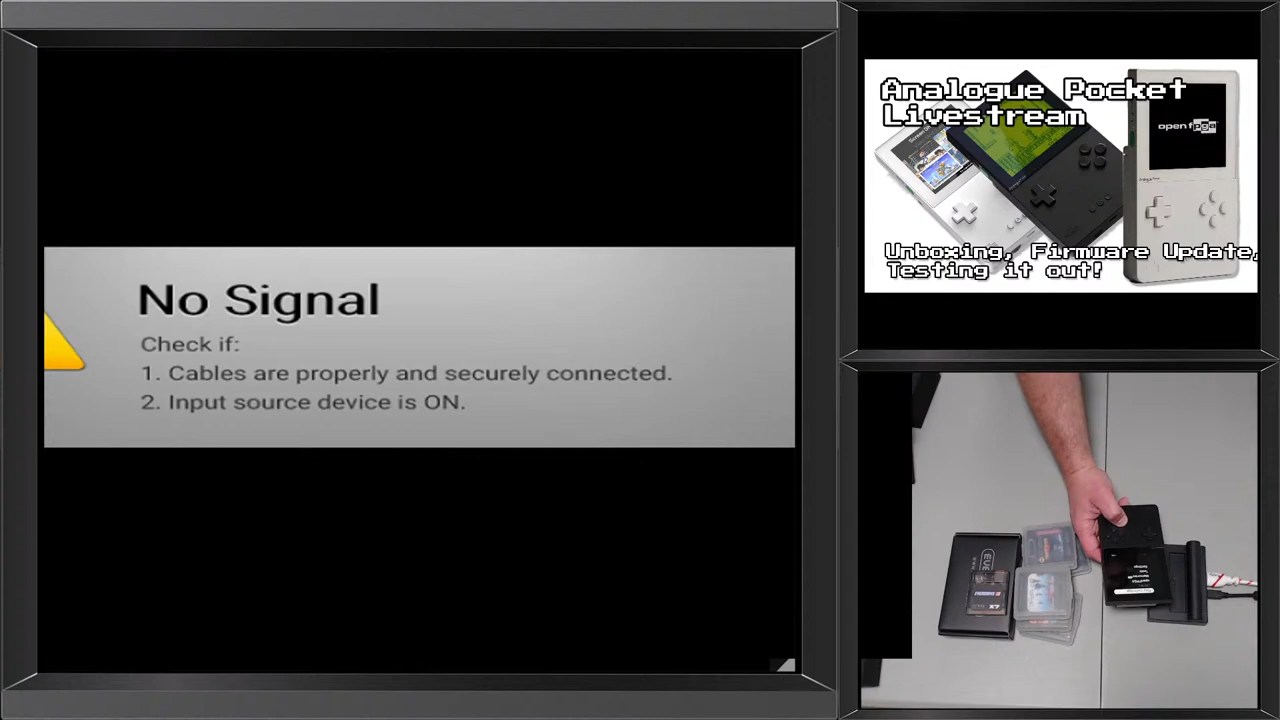 No Signal
Check if:
1. Cables are properly and securely connected.
2. Input source device is ON.
Analogue Pocket
Livestream
openfpga
Unboxing, Firmware Update,
Testing it out!
X7